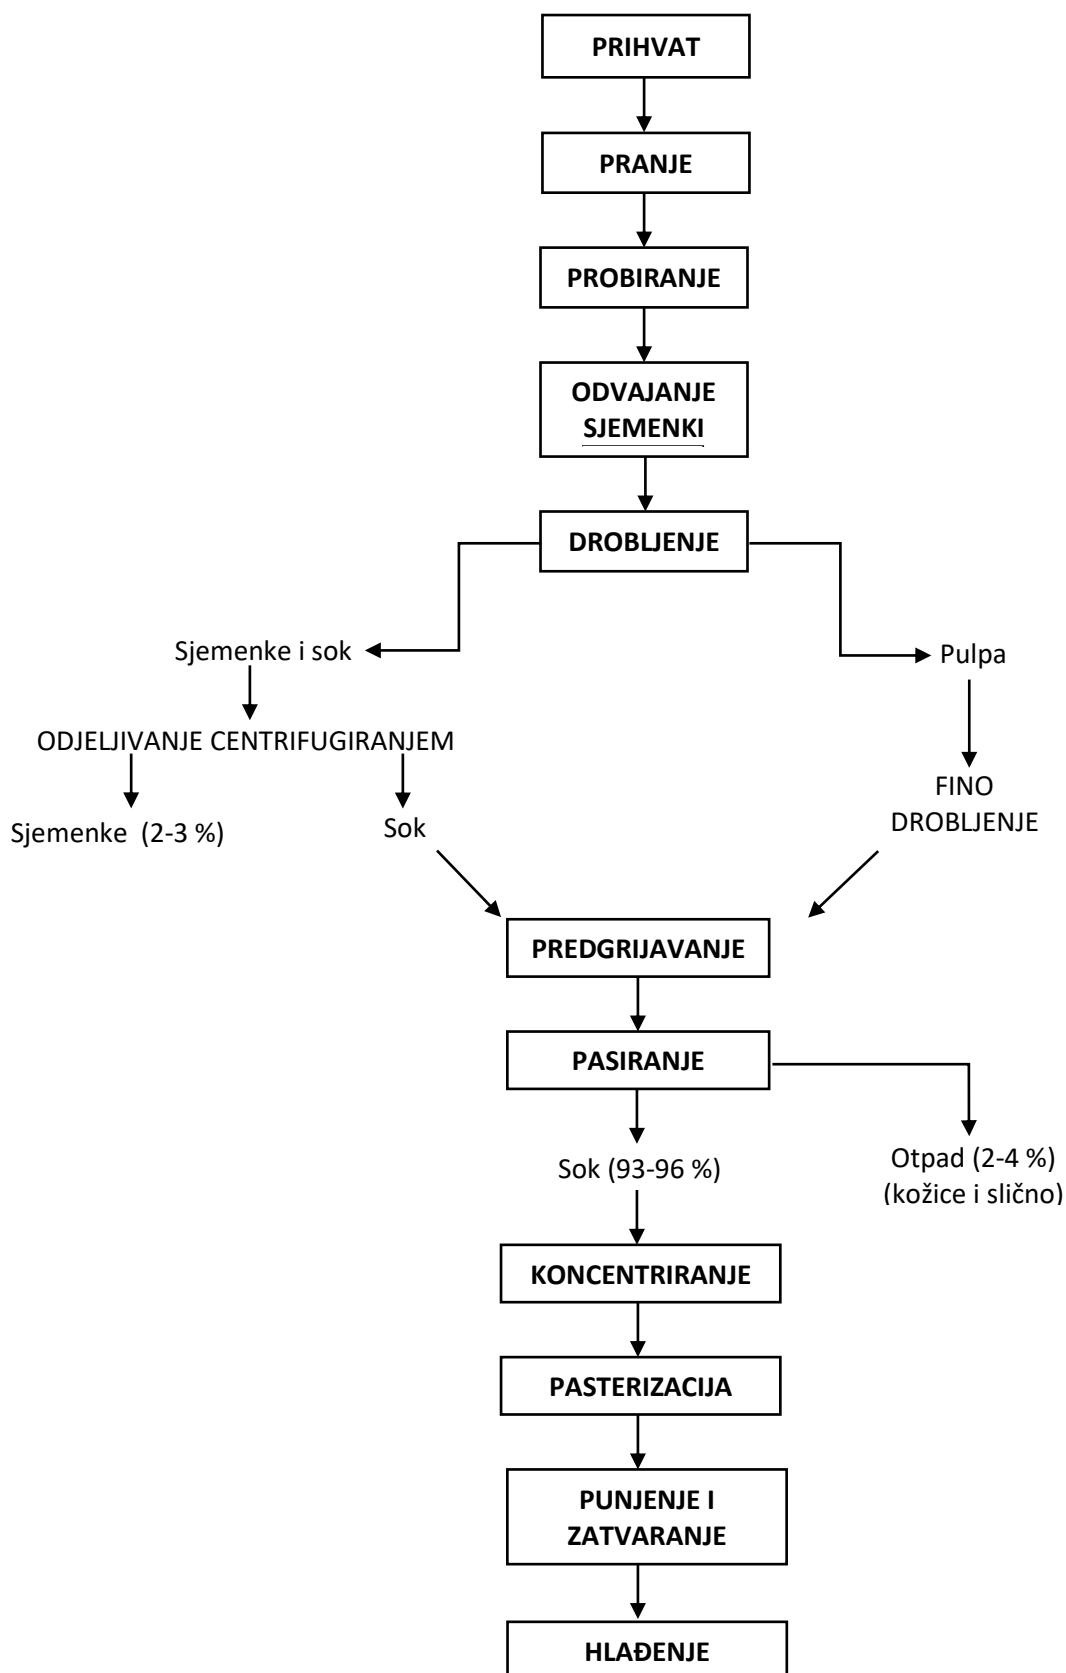 PRIHVAT
PRANJE
PROBIRANJE
ODVAJANJE
SJEMENKI
DROBLJENJE
Sjemenke i sok
Pulpa
ODJELJIVANJE CENTRIFUGIRANJEM
FINO
DROBLJENJE
Sjemenke (2-3 %)
Sok
PREDGRIJAVANJE
PASIRANJE
Sok (93-96 %)
Otpad (2-4 %)
(kožice i slično)
KONCENTRIRANJE
PASTERIZACIJA
PUNJENJE I
ZATVARANJE
HLAĐENJE